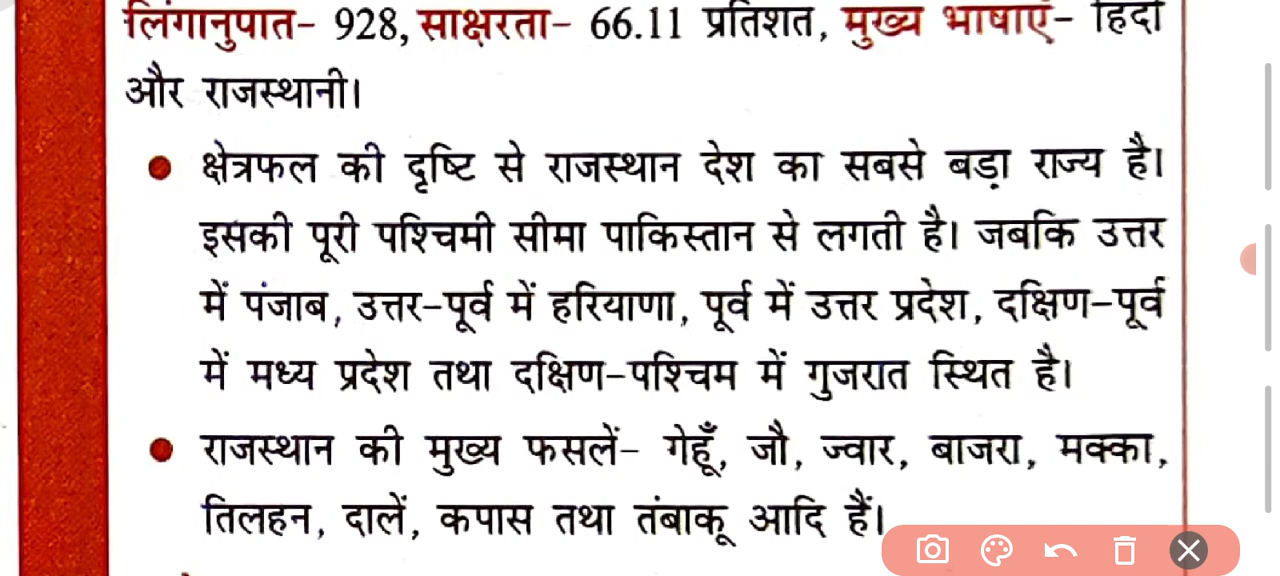 लिंगानुपात- 928, साक्षरता- 66.11 प्रतिशत, मुख्य भाषाएं- हिंदी
और राजस्थानी।
• क्षेत्रफल की दृष्टि से राजस्थान देश का सबसे बड़ा राज्य है।
इसकी पूरी पश्चिमी सीमा पाकिस्तान से लगती है। जबकि उत्तर
में पंजाब, उत्तर-पूर्व में हरियाणा, पूर्व में उत्तर प्रदेश, दक्षिण-पूर्व
में मध्य प्रदेश तथा दक्षिण-पश्चिम में गुजरात स्थित है।
• राजस्थान की मुख्य फसलें- गेहूँ, जौ, ज्वार, बाजरा, मक्का,
तिलहन, दालें, कपास तथा तंबाकू आदि हैं।